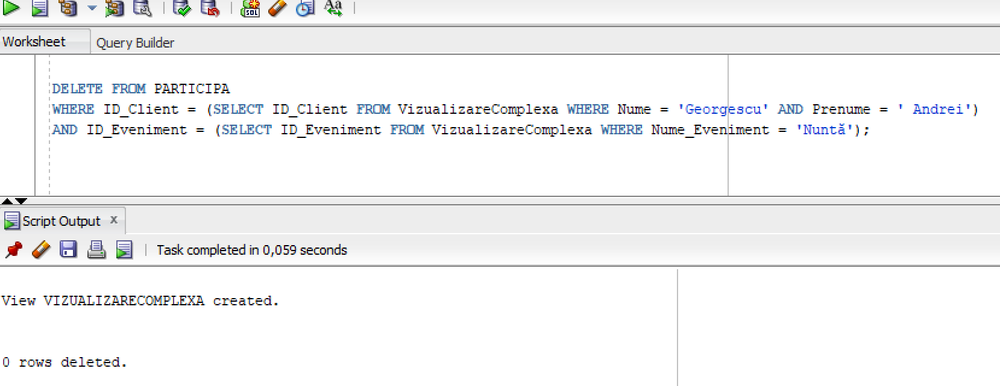 SQL
Aa
Worksheet
Query Builder
DELETE FROM PARTICIPA
WHERE ID_Client = (SELECT ID_Client FROM VizualizareComplexa WHERE Nume = 'Georgescu' AND Prenume = ' Andrei')
AND ID_Eveniment = (SELECT ID_Eveniment FROM VizualizareComplexa WHERE Nume_Eveniment = 'Nuntă');
Script Output x
Task completed in 0,059 seconds
View VIZUALIZARECOMPLEXA created.
0 rows deleted.